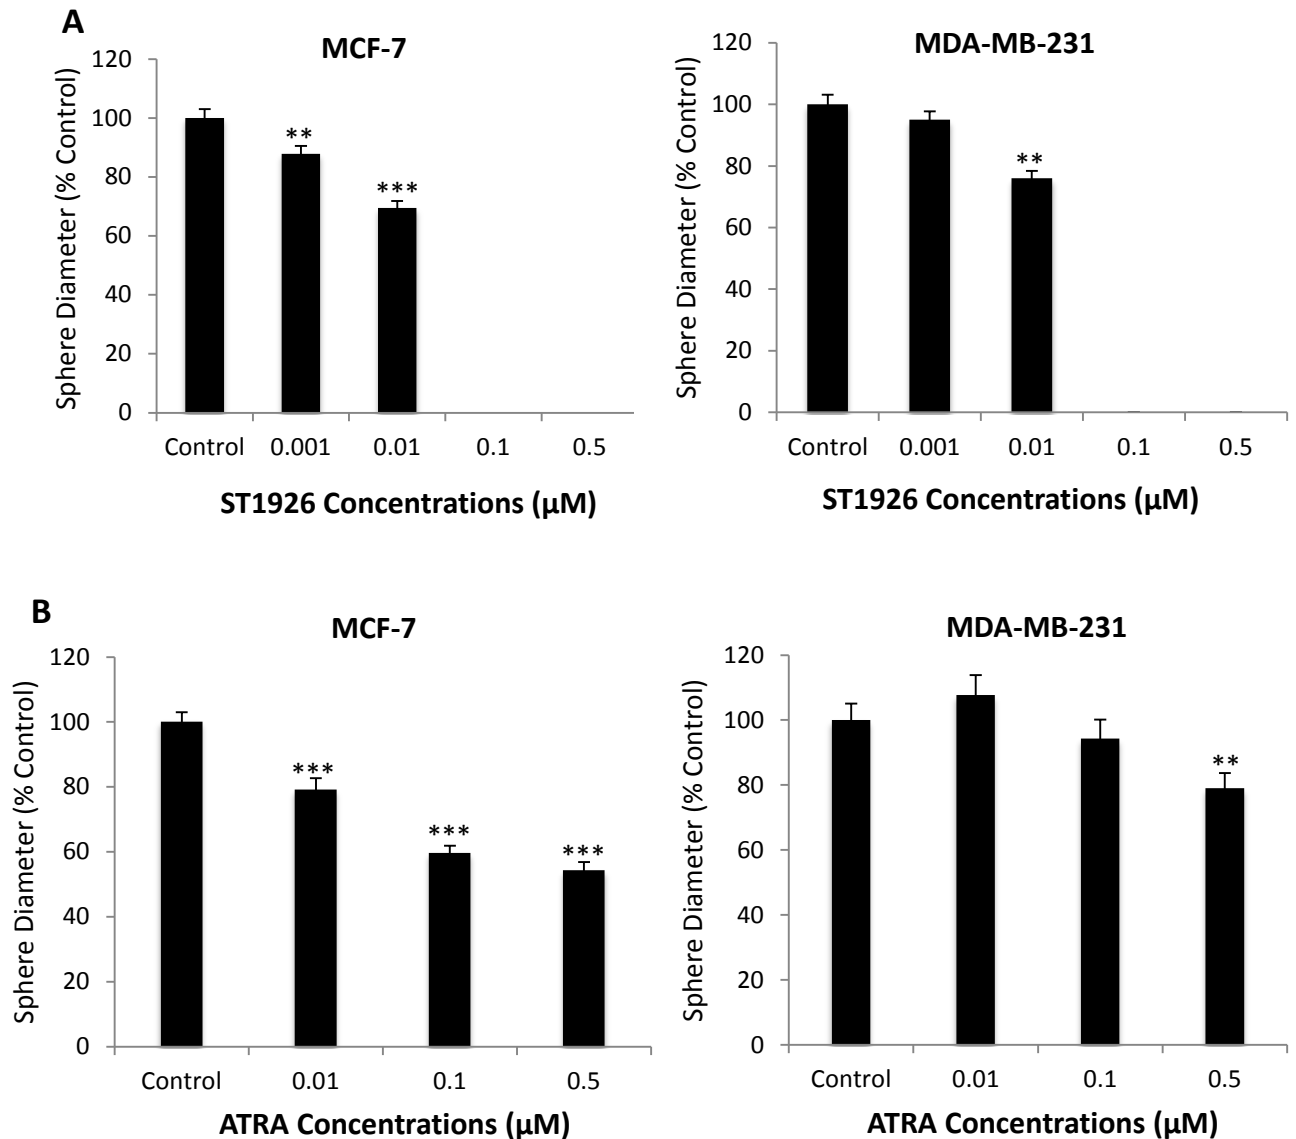 A
MCF-7
Sphere Diameter (% Control)
120
100
80
60
40
20
0
**
***
Control 0.001 0.01 0.1 0.5
ST1926 Concentrations (µM)
MDA-MB-231
Sphere Diameter (% Control)
120
100
80
60
40
20
0
**
Control 0.001 0.01 0.1 0.5
ST1926 Concentrations (µM)
B
MCF-7
Sphere Diameter (% Control)
120
100
80
60
40
20
0
***
***
***
Control 0.01 0.1 0.5
ATRA Concentrations (µM)
MDA-MB-231
Sphere Diameter (% Control)
120
100
80
60
40
20
0
**
Control 0.01 0.1 0.5
ATRA Concentrations (µM)